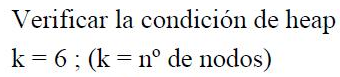 Verificar la condición de heap
k = 6 ; (k = nº de nodos)